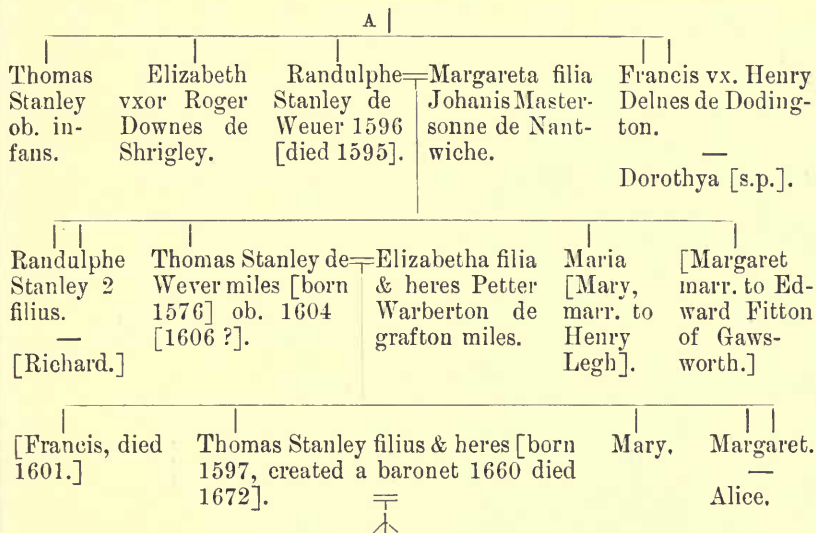 A
Thomas
Stanley
ob. in-
fans.
Elizabeth
vxor Roger
Downes de
Shrigley.
Randulphe
Stanley de
Weuer 1596
[died 1595].
Margareta filia
Johanis Master-
sonne de Nant-
wiche.
Francis vx. Henry
Delues de Doding-
ton.
—
Dorothya [s.p.].
Randulphe
Stanley 2
filius.
—
[Richard.]
Thomas Stanley de
Wever miles [born
1576] ob. 1604
[1606 ?].
Elizabetha filia
& heres Petter
Warberton de
grafton miles.
Maria
[Mary,
marr. to
Henry
Legh].
[Margaret
marr. to Ed-
ward Fitton
of Gaws-
worth.]
[Francis, died
1601.]
Thomas Stanley filius & heres [born
1597, created a baronet 1660 died
1672].
Mary.
Margaret.
—
Alice.